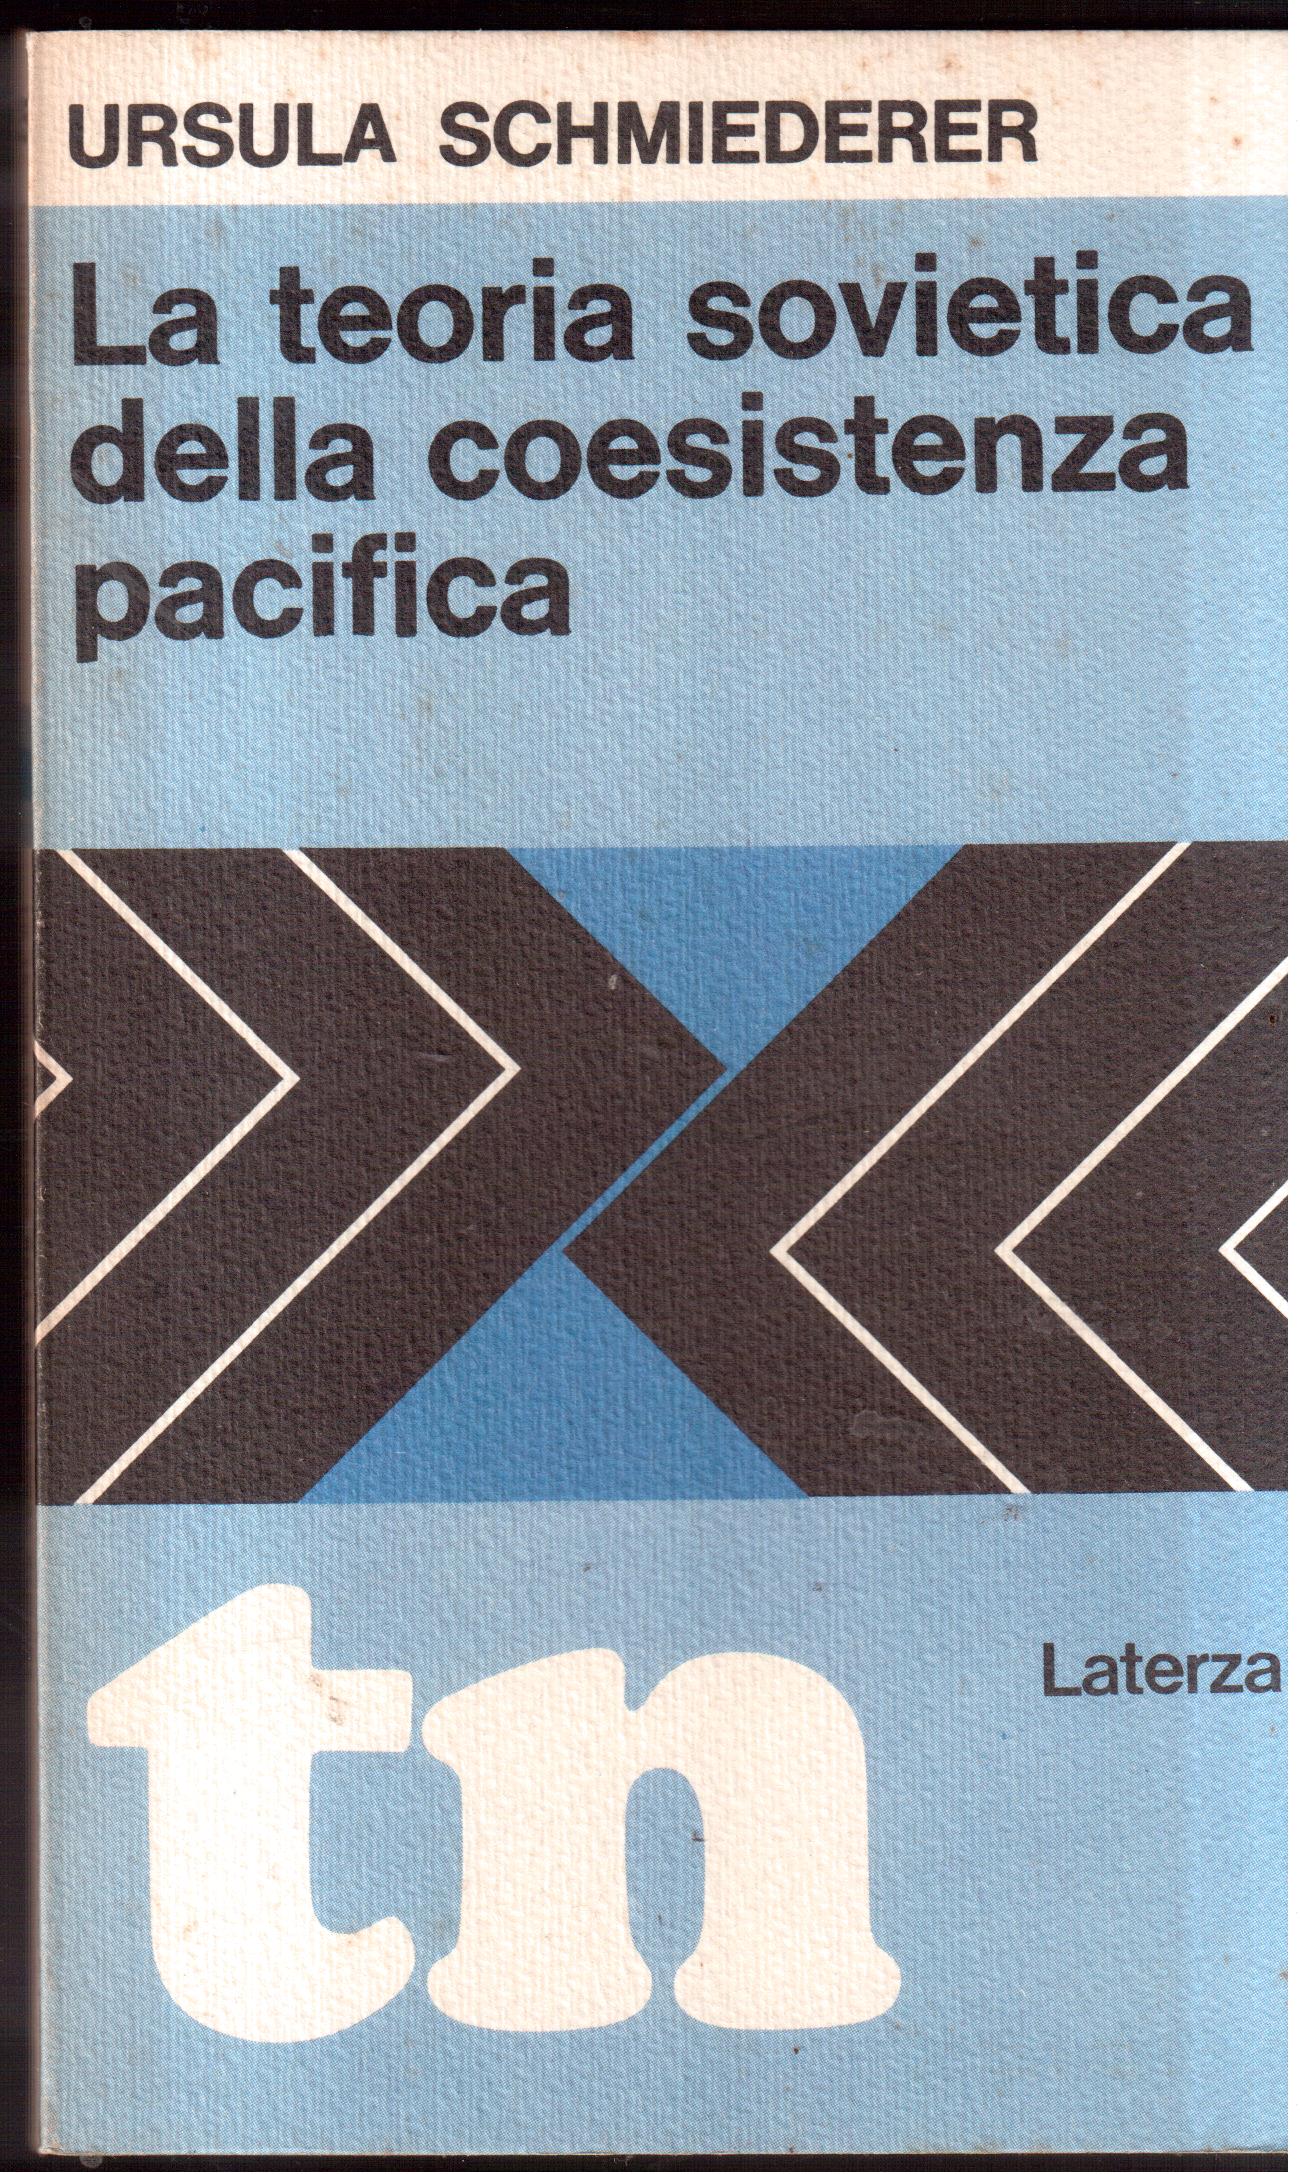 URSULA SCHMIEDERER
La teoria sovietica
della coesistenza
pacifica
tn
Laterza